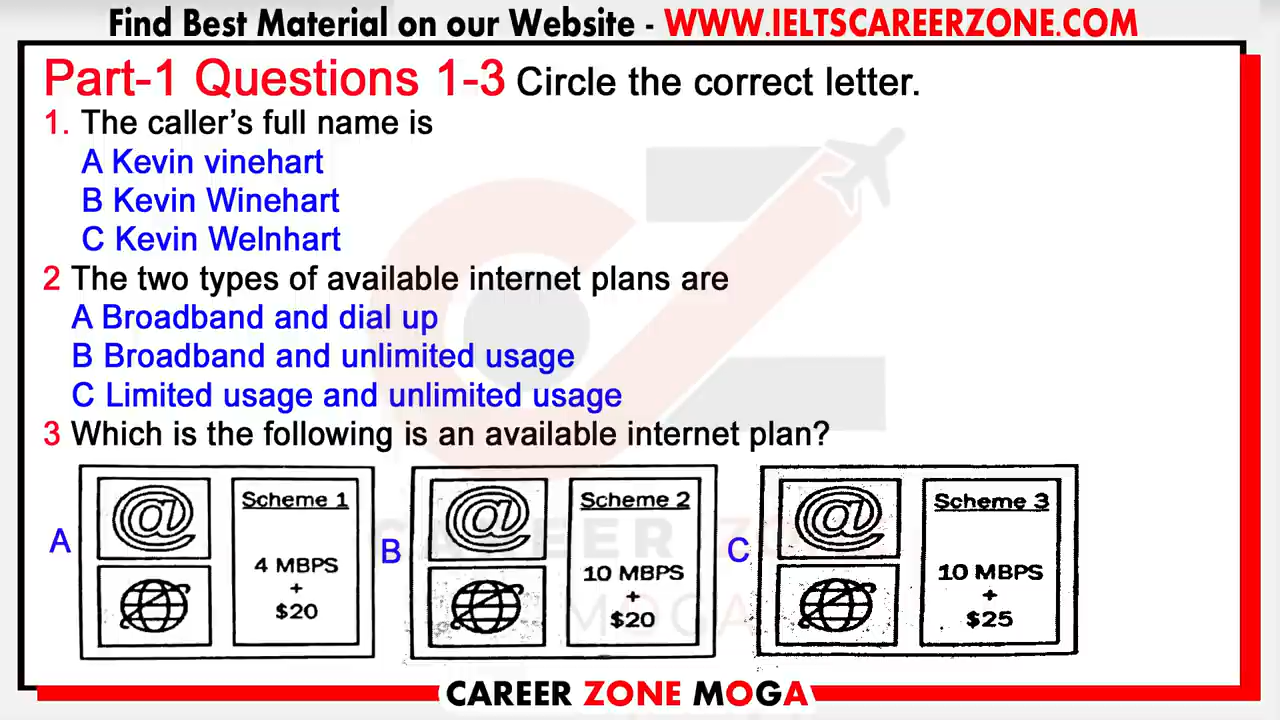 Find Best Material on our Website - WWW.IELTSCAREERZONE.COM
Part-1 Questions 1-3 Circle the correct letter.
1. The caller's full name is
A Kevin vinehart
B Kevin Winehart
C Kevin Welnhart
2 The two types of available internet plans are
A Broadband and dial up
B Broadband and unlimited usage
C Limited usage and unlimited usage
3 Which is the following is an available internet plan?
A
@
Scheme 1
4 MBPS
+
$20
B
@
Scheme 2
10 MBPS
+
$20
C
@
Scheme 3
10 MBPS
+
$25
CAREER ZONE
MOGA
CAREER ZONE MOGA